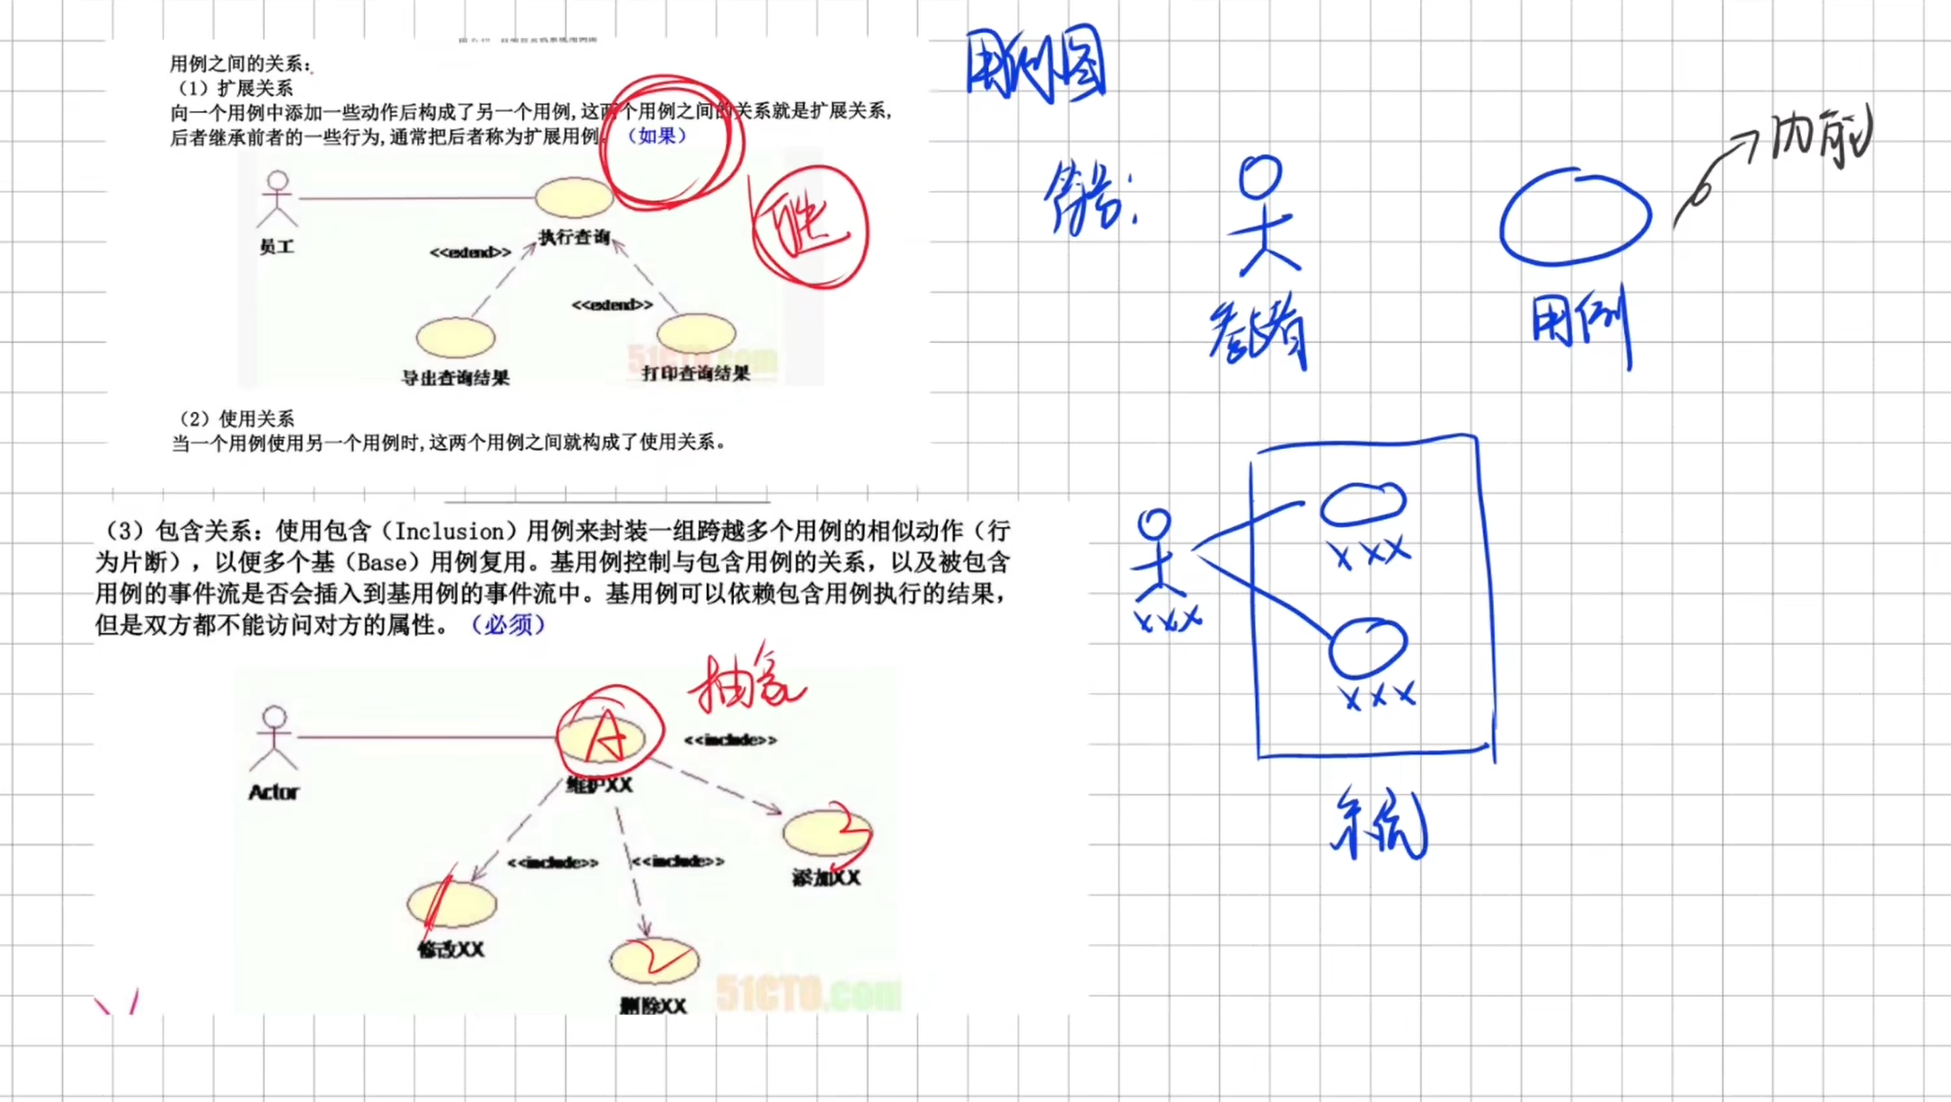 用例之间的关系：
（1）扩展关系
向一个用例中添加一些动作后构成了另一个用例,这两个用例之间的关系就是扩展关系,
后者继承前者的一些行为,通常把后者称为扩展用例。（如果）
员工
执行查询
<<extend>>
<<extend>>
导出查询结果
打印查询结果
51CTO.com
（2）使用关系
当一个用例使用另一个用例时,这两个用例之间就构成了使用关系。
（3）包含关系：使用包含（Inclusion）用例来封装一组跨越多个用例的相似动作（行
为片断），以便多个基（Base）用例复用。基用例控制与包含用例的关系，以及被包含
用例的事件流是否会插入到基用例的事件流中。基用例可以依赖包含用例执行的结果，
但是双方都不能访问对方的属性。（必须）
抽象
A
<<include>>
Actor
维护XX
<<include>>
<<include>>
添加XX
修改XX
删除XX
51CTO.com
用例图
符号：
功能
参与者
用例
xxx
xxx
xxx
系统